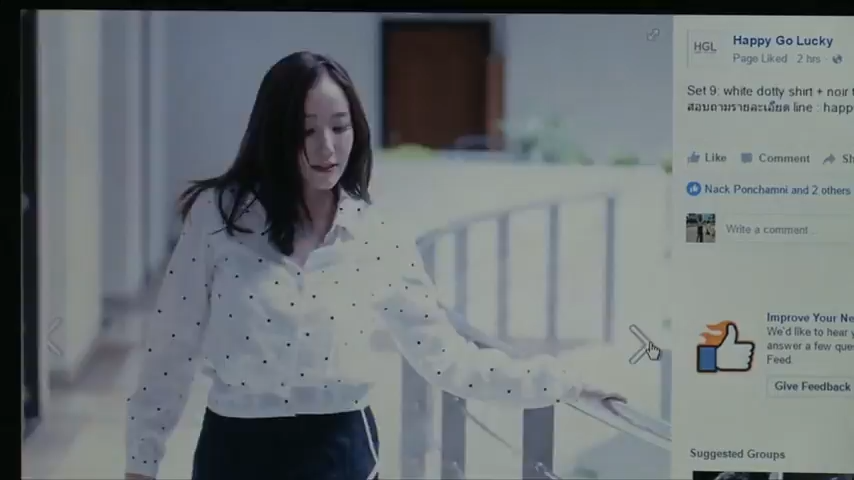 HGL
Happy Go Lucky
Page Liked · 2 hrs ·
Set 9: white dotty shirt + noir
สอบถามรายละเอียด line : happ
Like Comment Sh
Nack Ponchamni and 2 others
Write a comment...
Improve Your Ne
We'd like to hear y
answer a few que
Feed.
Give Feedback
Suggested Groups